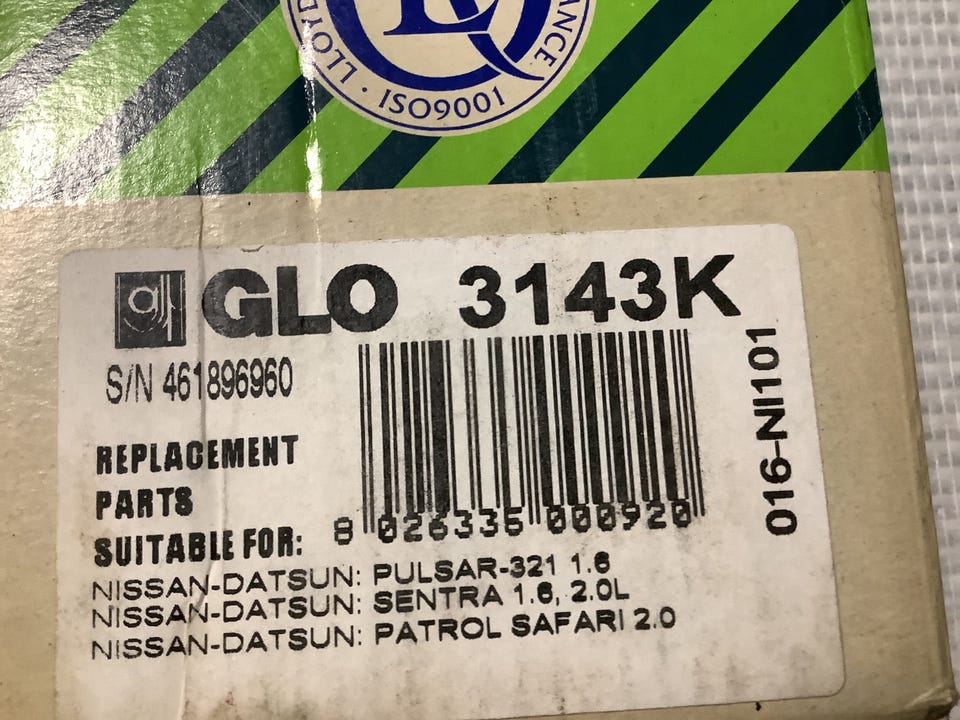 LLOYD
ANCE
ISO9001
GLO 3143K
S/N 461896960
016-NI101
8 026335 000920
REPLACEMENT
PARTS
SUITABLE FOR:
NISSAN-DATSUN: PULSAR-321 1.6
NISSAN-DATSUN: SENTRA 1.6, 2.0L
NISSAN-DATSUN: PATROL SAFARI 2.0